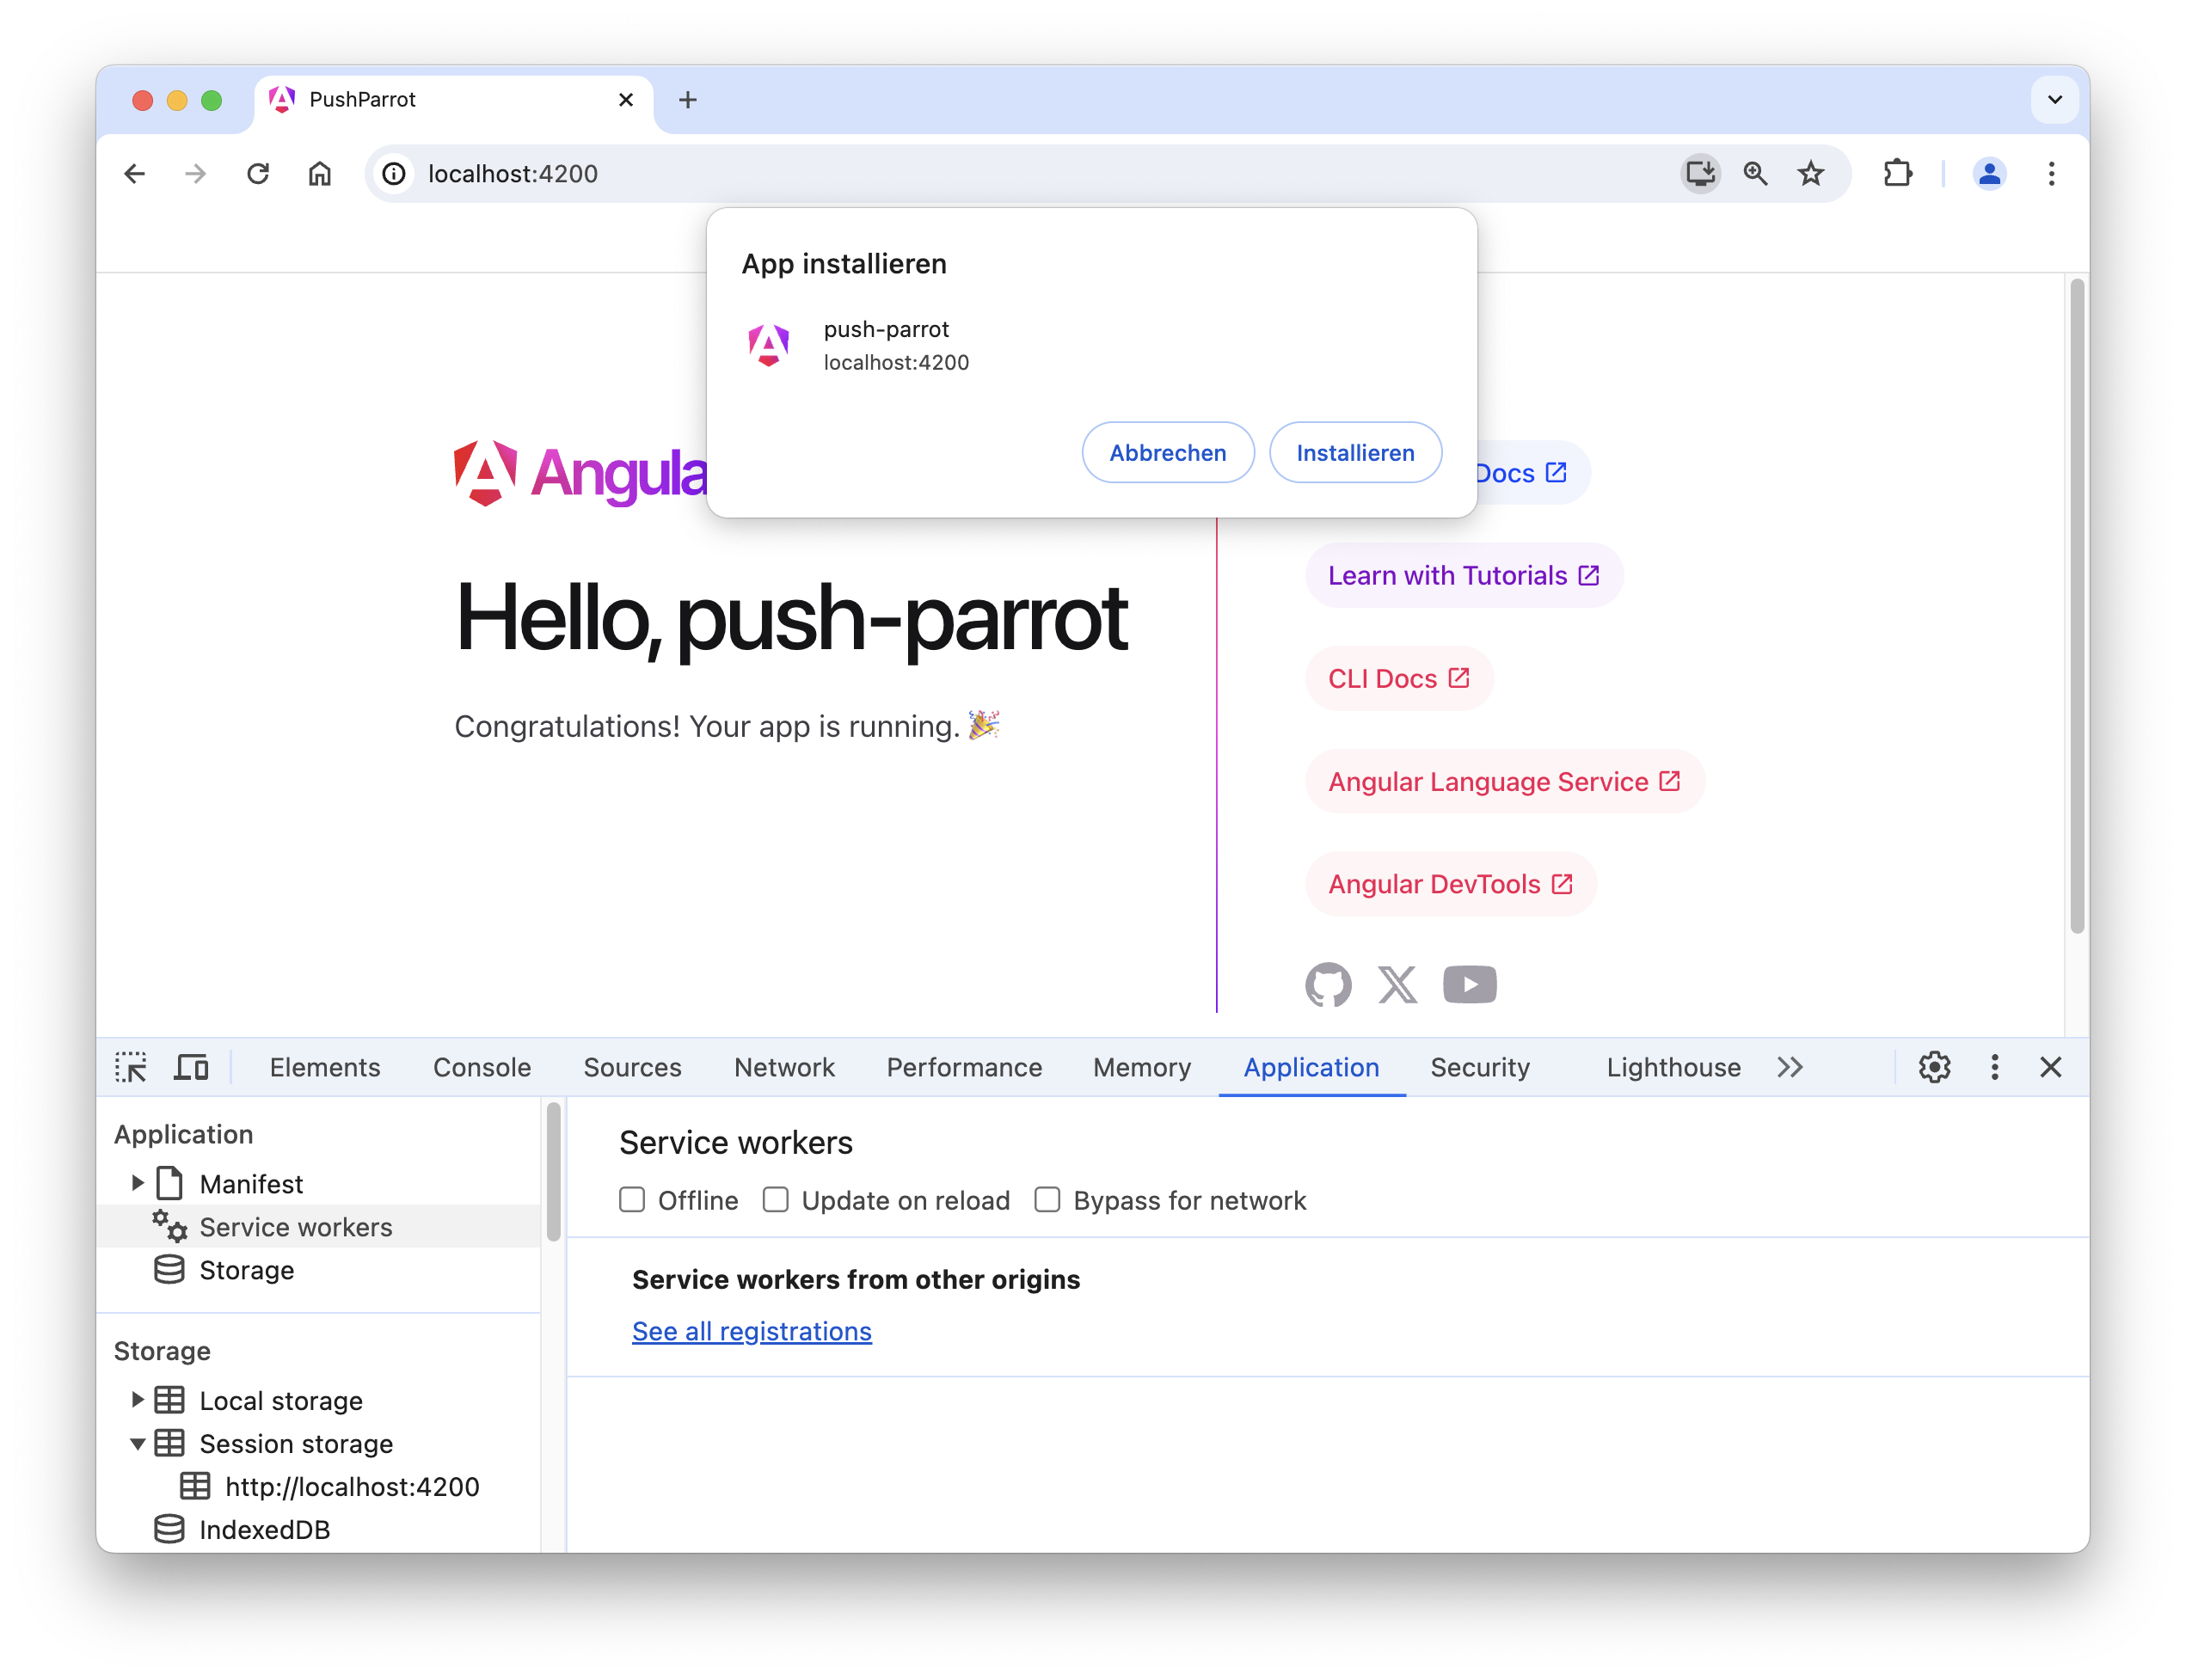 PushParrot
localhost:4200
App installieren
push-parrot
localhost:4200
Abbrechen
Installieren
Angula
Docs
Hello, push-parrot
Congratulations! Your app is running. 🎉
Learn with Tutorials
CLI Docs
Angular Language Service
Angular DevTools
Elements Console Sources Network Performance Memory Application Security Lighthouse
Application
Manifest
Service workers
Storage
Storage
Local storage
Session storage
http://localhost:4200
IndexedDB
Service workers
Offline Update on reload Bypass for network
Service workers from other origins
See all registrations